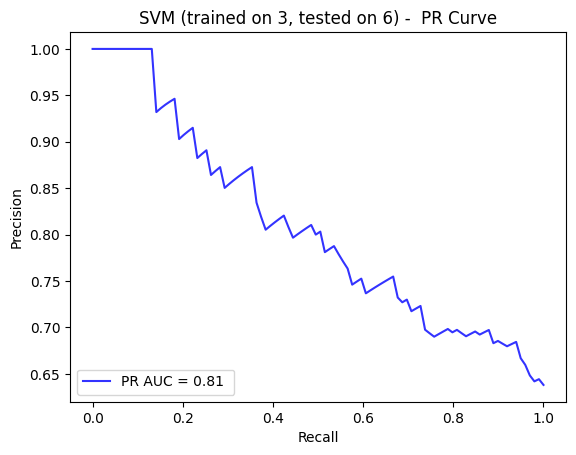 SVM (trained on 3, tested on 6) -  PR Curve
1.00
0.95
0.90
0.85
0.80
0.75
0.70
0.65
Precision
PR AUC = 0.81
0.0 0.2 0.4 0.6 0.8 1.0
Recall